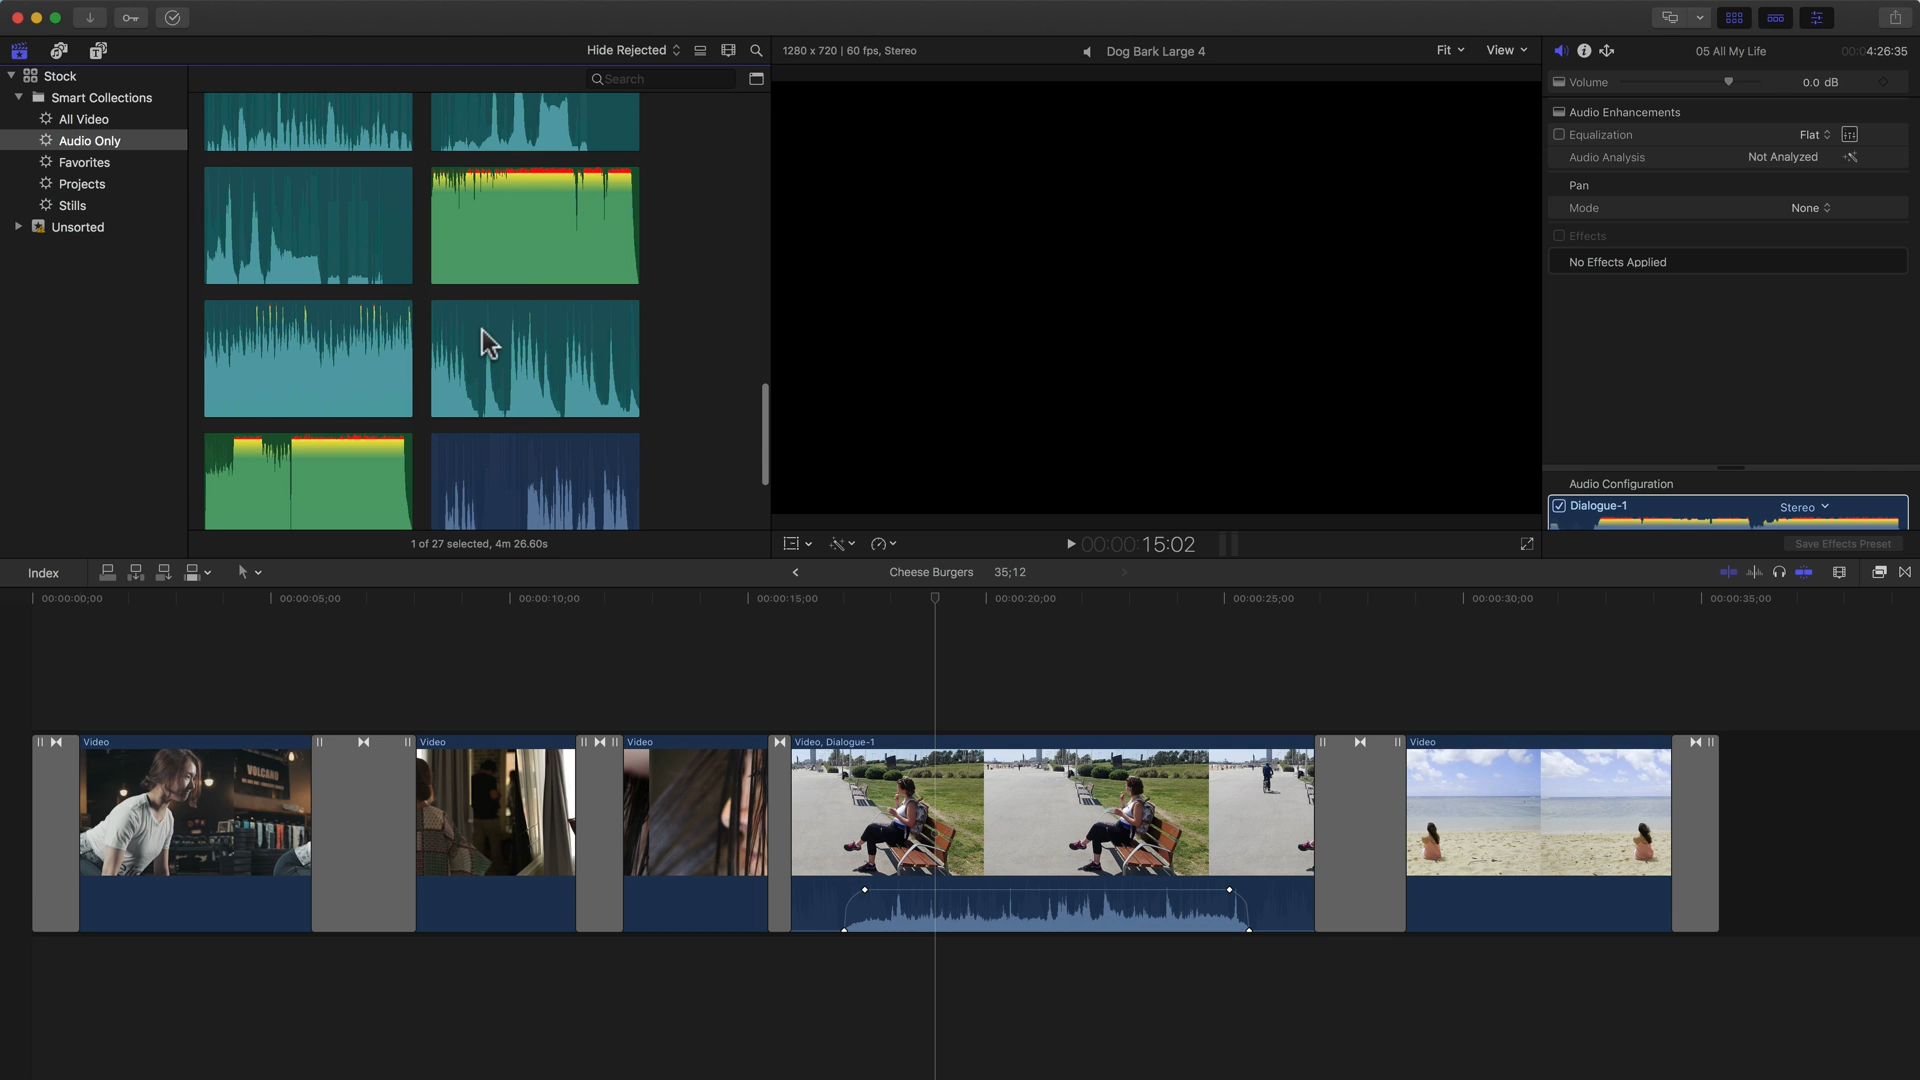 Hide Rejected
1280 x 720 | 60 fps, Stereo
Dog Bark Large 4
Fit
View
05 All My Life
00:04:26:35
Stock
Search
Smart Collections
All Video
Audio Only
Favorites
Projects
Stills
Unsorted
Volume
0.0 dB
Audio Enhancements
Equalization
Flat
Audio Analysis
Not Analyzed
Pan
Mode
None
Effects
No Effects Applied
Audio Configuration
Dialogue-1
Stereo
Save Effects Preset
1 of 27 selected, 4m 26.60s
00:00:15:02
Index
Cheese Burgers
35;12
00:00:00;00
00:00:05;00
00:00:10;00
00:00:15;00
00:00:20;00
00:00:25;00
00:00:30;00
00:00:35;00
Video
Video
Video
Video, Dialogue-1
Video
VOLCANO